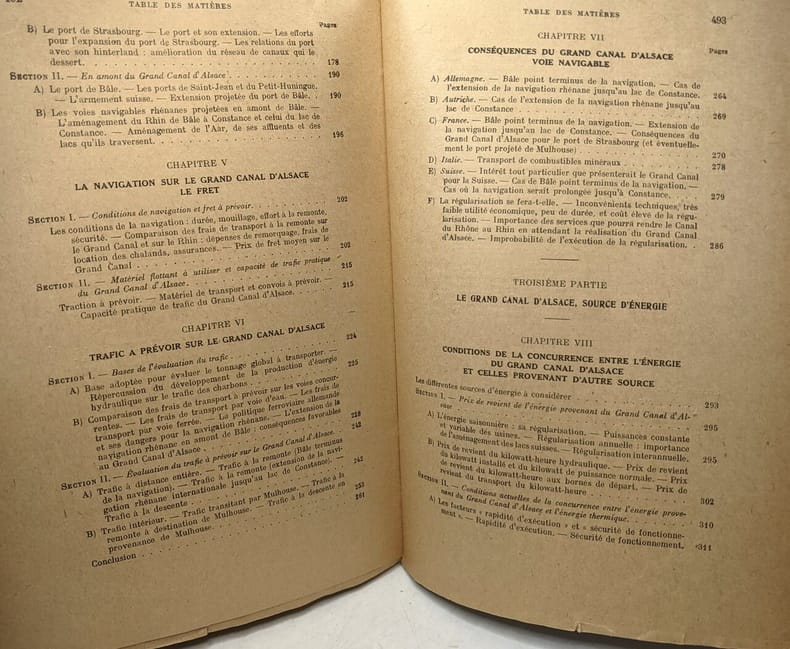 TABLE DES MATIÈRES
Pages
B) Le port de Strasbourg. — Le port et son extension. — Les efforts
pour l'expansion du port de Strasbourg. — Les relations du port
avec son hinterland : amélioration du réseau de canaux qui le
dessert. 178
SECTION II. — En amont du Grand Canal d'Alsace. 190
A) Le port de Bâle. — Les ports de Saint-Jean et du Petit-Huningue.
— L'armement suisse. — Extension projetée du port de Bâle. 190
B) Les voies navigables rhénanes projetées en amont de Bâle. —
L'aménagement du Rhin de Bâle à Constance et celui du lac de
Constance. — Aménagement de l'Aar, de ses affluents et des
lacs qu'ils traversent. 196
CHAPITRE V
LA NAVIGATION SUR LE GRAND CANAL D'ALSACE
LE FRET
SECTION I. — Conditions de navigation et fret à prévoir. 202
Les conditions de la navigation : durée, mouillage, effort à la remonte,
sécurité. — Comparaison des frais de transport à la remonte sur
le Grand Canal et sur le Rhin : dépenses de remorquage, frais de
location des chalands, assurances. — Prix de fret moyen sur le
Grand Canal 202
SECTION II. — Matériel flottant à utiliser et capacité de trafic pratique
du Grand Canal d'Alsace. 215
Traction à prévoir. — Matériel de transport et convois à prévoir. —
Capacité pratique de trafic du Grand Canal d'Alsace. 215
CHAPITRE VI
TRAFIC A PRÉVOIR SUR LE GRAND CANAL D'ALSACE
SECTION I. — Bases de l'évaluation du trafic 224
A) Base adoptée pour évaluer le tonnage global à transporter. —
Répercussion du développement de la production d'énergie
hydraulique sur le trafic des charbons 225
B) Comparaison des frais de transport à prévoir sur les voies concur-
rentes. — Les frais de transport par voie d'eau. — Les frais de
transport par voie ferrée. — La politique ferroviaire allemande
et ses dangers pour la navigation rhénane. — L'extension de la
navigation rhénane en amont de Bâle : conséquences favorables
au Grand Canal d'Alsace 228
SECTION II. — Évaluation du trafic à prévoir sur le Grand Canal d'Alsace. 242
A) Trafic à distance entière. — Trafic à la remonte (Bâle terminus
de la navigation). — Trafic à la remonte (extension de la navi-
gation rhénane internationale jusqu'au lac de Constance). —
Trafic à la descente 242
B) Trafic intérieur. — Trafic transitant par Mulhouse. — Trafic à la
remonte à destination de Mulhouse. — Trafic à la descente en
provenance de Mulhouse. 253
Conclusion 261
TABLE DES MATIÈRES 493
Pages
CHAPITRE VII
CONSÉQUENCES DU GRAND CANAL D'ALSACE
VOIE NAVIGABLE
A) Allemagne. — Bâle point terminus de la navigation. — Cas de
l'extension de la navigation rhénane jusqu'au lac de Constance. 264
B) Autriche. — Cas de l'extension de la navigation rhénane jusqu'au
lac de Constance 269
C) France. — Bâle point terminus de la navigation. — Extension de
la navigation jusqu'au lac de Constance. — Conséquences du
Grand Canal d'Alsace pour le port de Strasbourg (et éventuelle-
ment le port projeté de Mulhouse) 270
D) Italie. — Transport de combustibles minéraux 278
E) Suisse. — Intérêt tout particulier que présenterait le Grand Canal
pour la Suisse. — Cas de Bâle point terminus de la navigation. —
Cas où la navigation serait prolongée jusqu'à Constance. 279
F) La régularisation se fera-t-elle. — Inconvénients techniques, très
faible utilité économique, peu de durée, et coût élevé de la régu-
larisation. — Importance des services que pourra rendre le Canal
du Rhône au Rhin en attendant la réalisation du Grand Canal
d'Alsace. — Improbabilité de l'exécution de la régularisation. 286
TROISIÈME PARTIE
LE GRAND CANAL D'ALSACE, SOURCE D'ÉNERGIE
CHAPITRE VIII
CONDITIONS DE LA CONCURRENCE ENTRE L'ÉNERGIE
DU GRAND CANAL D'ALSACE
ET CELLES PROVENANT D'AUTRE SOURCE
Les différentes sources d'énergie à considérer 293
SECTION I. — Prix de revient de l'énergie provenant du Grand Canal d'Al-
sace 295
A) L'énergie saisonnière : sa régularisation. — Puissances constante
et variable des usines. — Régularisation annuelle : importance
de l'aménagement des lacs suisses. — Régularisation interannuelle. 295
B) Prix de revient du kilowatt-heure hydraulique. — Prix de revient
du kilowatt installé et du kilowatt de puissance normale. — Prix
de revient du kilowatt-heure aux bornes de départ. — Prix de
revient du transport du kilowatt-heure 302
SECTION II. — Conditions actuelles de la concurrence entre l'énergie prove-
nant du Grand Canal d'Alsace et l'énergie thermique. 310
A) Les facteurs « rapidité d'exécution » et « sécurité de fonctionne-
ment ». — Rapidité d'exécution. — Sécurité de fonctionnement. 311